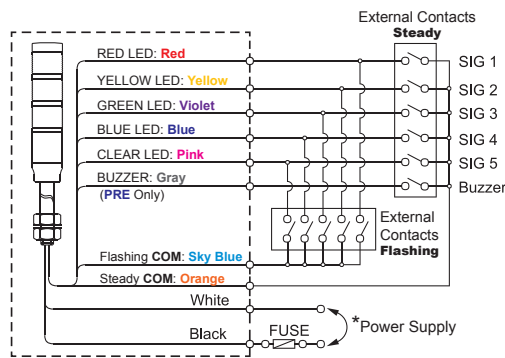 External Contacts
Steady
RED LED: Red
SIG 1
YELLOW LED: Yellow
SIG 2
GREEN LED: Violet
SIG 3
BLUE LED: Blue
SIG 4
CLEAR LED: Pink
SIG 5
BUZZER: Gray
(PRE Only)
Buzzer
External
Contacts
Flashing
Flashing COM: Sky Blue
Steady COM: Orange
White
*Power Supply
Black
FUSE